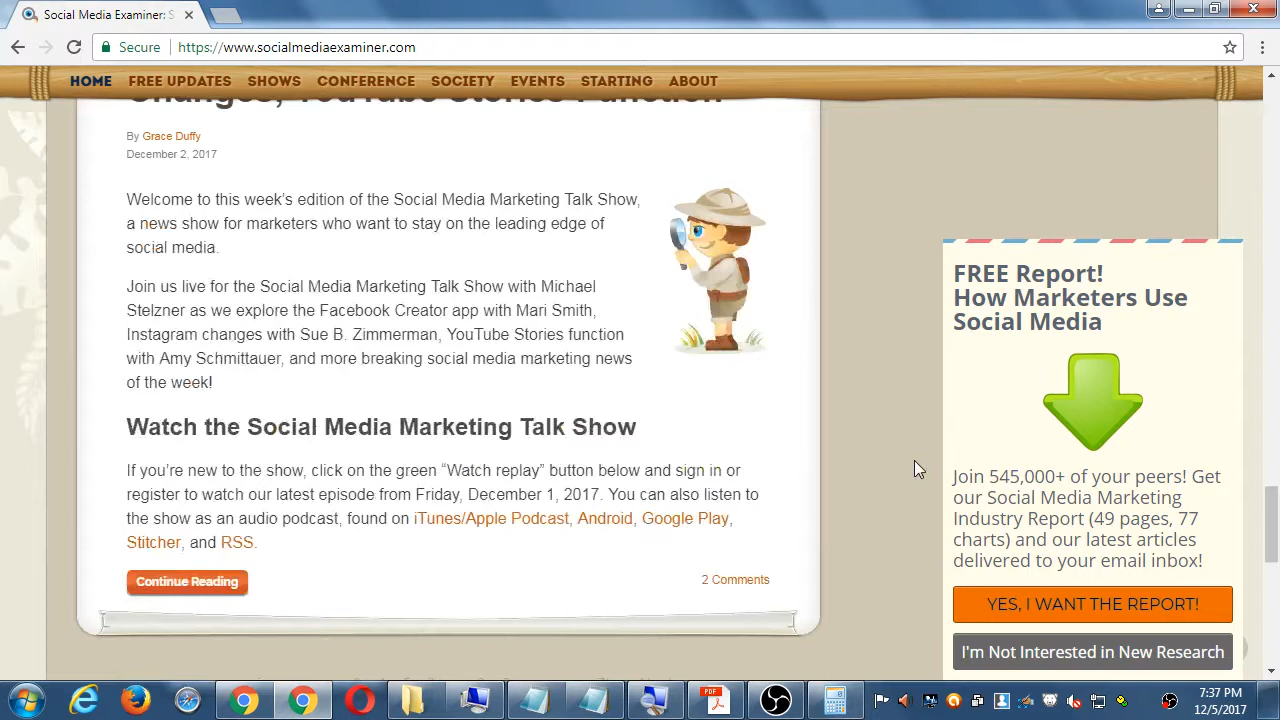 Social Media Examiner: S
Secure
https://www.socialmediaexaminer.com
HOME FREE UPDATES SHOWS CONFERENCE SOCIETY EVENTS STARTING ABOUT
Changes, YouTube Stories Function
By Grace Duffy
December 2, 2017
Welcome to this week's edition of the Social Media Marketing Talk Show,
a news show for marketers who want to stay on the leading edge of
social media.
Join us live for the Social Media Marketing Talk Show with Michael
Stelzner as we explore the Facebook Creator app with Mari Smith,
Instagram changes with Sue B. Zimmerman, YouTube Stories function
with Amy Schmittauer, and more breaking social media marketing news
of the week!
Watch the Social Media Marketing Talk Show
If you're new to the show, click on the green “Watch replay” button below and sign in or
register to watch our latest episode from Friday, December 1, 2017. You can also listen to
the show as an audio podcast, found on iTunes/Apple Podcast, Android, Google Play,
Stitcher, and RSS.
Continue Reading
2 Comments
FREE Report!
How Marketers Use
Social Media
Join 545,000+ of your peers! Get
our Social Media Marketing
Industry Report (49 pages, 77
charts) and our latest articles
delivered to your email inbox!
YES, I WANT THE REPORT!
I'm Not Interested in New Research
PDF
7:37 PM
12/5/2017